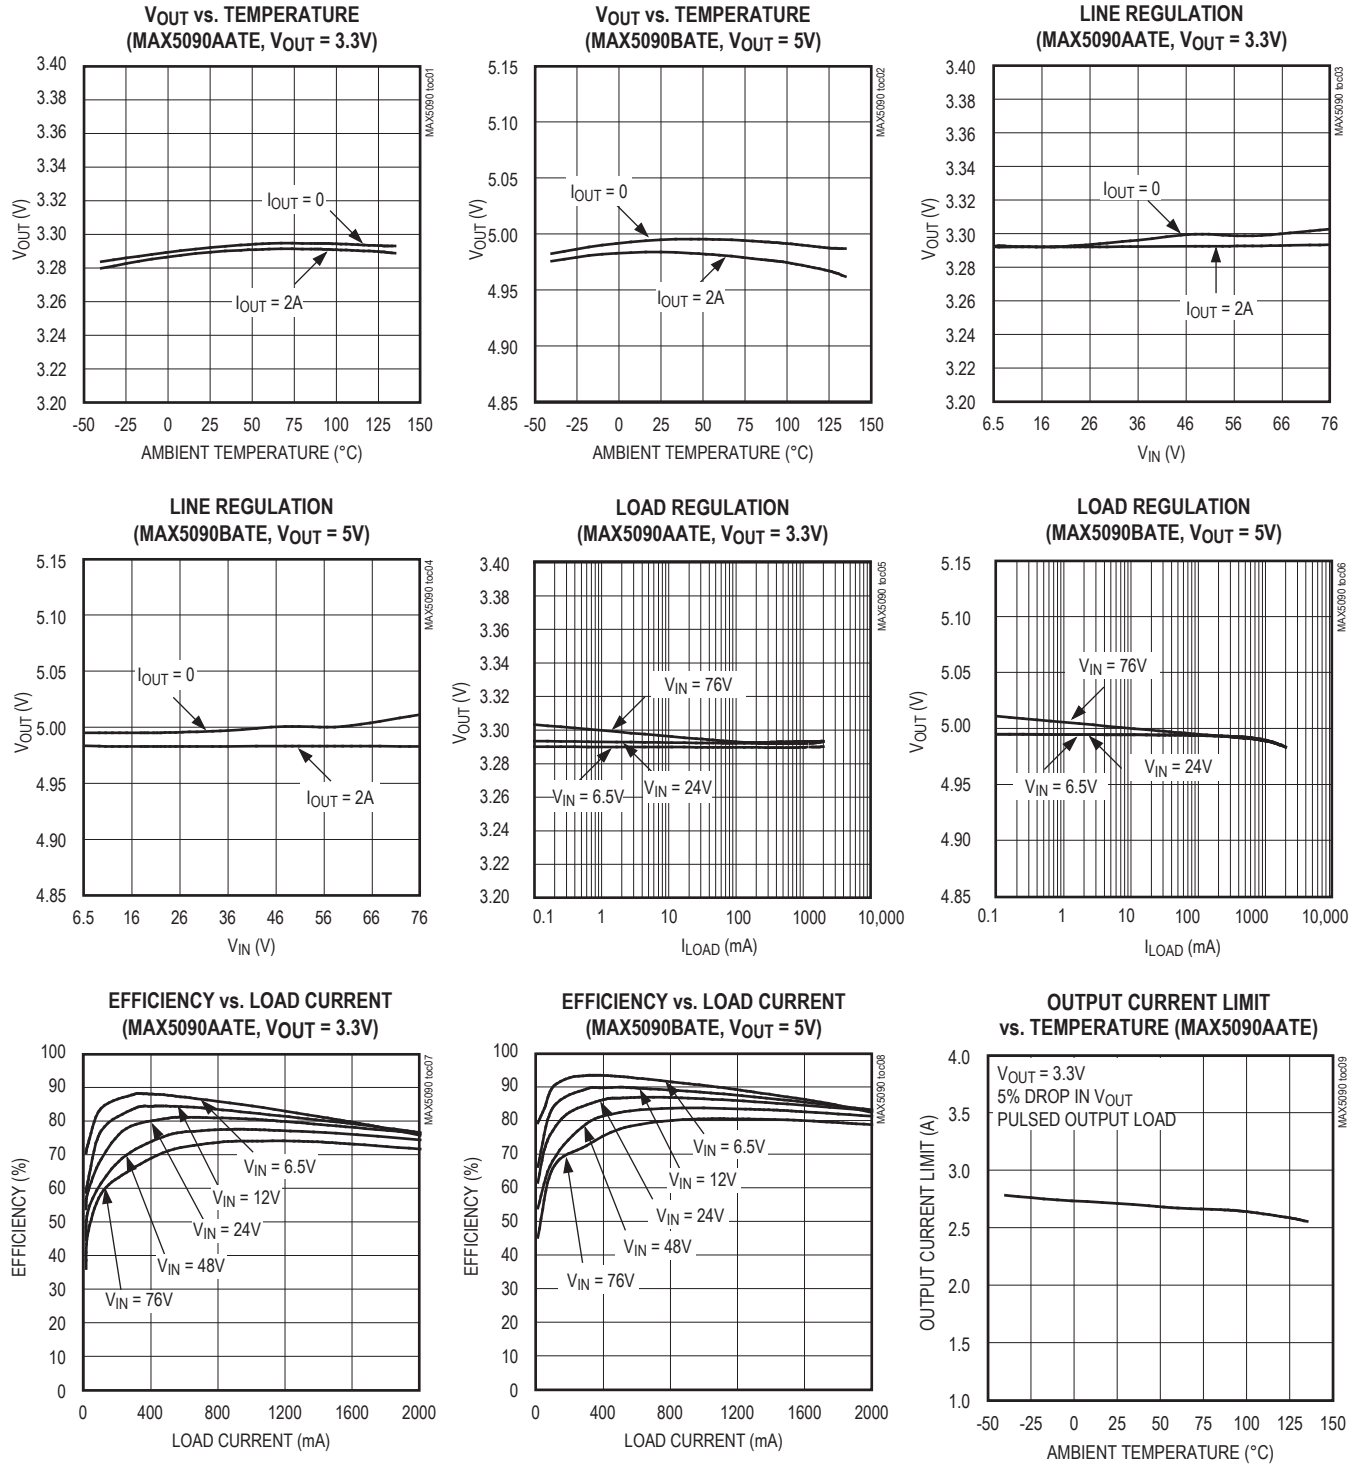 VOUT vs. TEMPERATURE
(MAX5090AATE, VOUT = 3.3V)
3.40
3.38
3.36
3.34
3.32
3.30
3.28
3.26
3.24
3.22
3.20
VOUT (V)
IOUT = 0
IOUT = 2A
-50 -25 0 25 50 75 100 125 150
AMBIENT TEMPERATURE (°C)
MAX5090 toc01
VOUT vs. TEMPERATURE
(MAX5090BATE, VOUT = 5V)
5.15
5.10
5.05
5.00
4.95
4.90
4.85
VOUT (V)
IOUT = 0
IOUT = 2A
-50 -25 0 25 50 75 100 125 150
AMBIENT TEMPERATURE (°C)
MAX5090 toc02
LINE REGULATION
(MAX5090AATE, VOUT = 3.3V)
3.40
3.38
3.36
3.34
3.32
3.30
3.28
3.26
3.24
3.22
3.20
VOUT (V)
IOUT = 0
IOUT = 2A
6.5 16 26 36 46 56 66 76
VIN (V)
MAX5090 toc03
LINE REGULATION
(MAX5090BATE, VOUT = 5V)
5.15
5.10
5.05
5.00
4.95
4.90
4.85
VOUT (V)
IOUT = 0
IOUT = 2A
6.5 16 26 36 46 56 66 76
VIN (V)
MAX5090 toc04
LOAD REGULATION
(MAX5090AATE, VOUT = 3.3V)
3.40
3.38
3.36
3.34
3.32
3.30
3.28
3.26
3.24
3.22
3.20
VOUT (V)
VIN = 76V
VIN = 6.5V
VIN = 24V
0.1 1 10 100 1000 10,000
ILOAD (mA)
MAX5090 toc05
LOAD REGULATION
(MAX5090BATE, VOUT = 5V)
5.15
5.10
5.05
5.00
4.95
4.90
4.85
VOUT (V)
VIN = 76V
VIN = 24V
VIN = 6.5V
0.1 1 10 100 1000 10,000
ILOAD (mA)
MAX5090 toc06
EFFICIENCY vs. LOAD CURRENT
(MAX5090AATE, VOUT = 3.3V)
100
90
80
70
60
50
40
30
20
10
0
EFFICIENCY (%)
VIN = 6.5V
VIN = 12V
VIN = 24V
VIN = 48V
VIN = 76V
0 400 800 1200 1600 2000
LOAD CURRENT (mA)
MAX5090 toc07
EFFICIENCY vs. LOAD CURRENT
(MAX5090BATE, VOUT = 5V)
100
90
80
70
60
50
40
30
20
10
0
EFFICIENCY (%)
VIN = 6.5V
VIN = 12V
VIN = 24V
VIN = 48V
VIN = 76V
0 400 800 1200 1600 2000
LOAD CURRENT (mA)
MAX5090 toc08
OUTPUT CURRENT LIMIT
vs. TEMPERATURE (MAX5090AATE)
4.0
3.5
3.0
2.5
2.0
1.5
1.0
OUTPUT CURRENT LIMIT (A)
VOUT = 3.3V
5% DROP IN VOUT
PULSED OUTPUT LOAD
-50 -25 0 25 50 75 100 125 150
AMBIENT TEMPERATURE (°C)
MAX5090 toc09